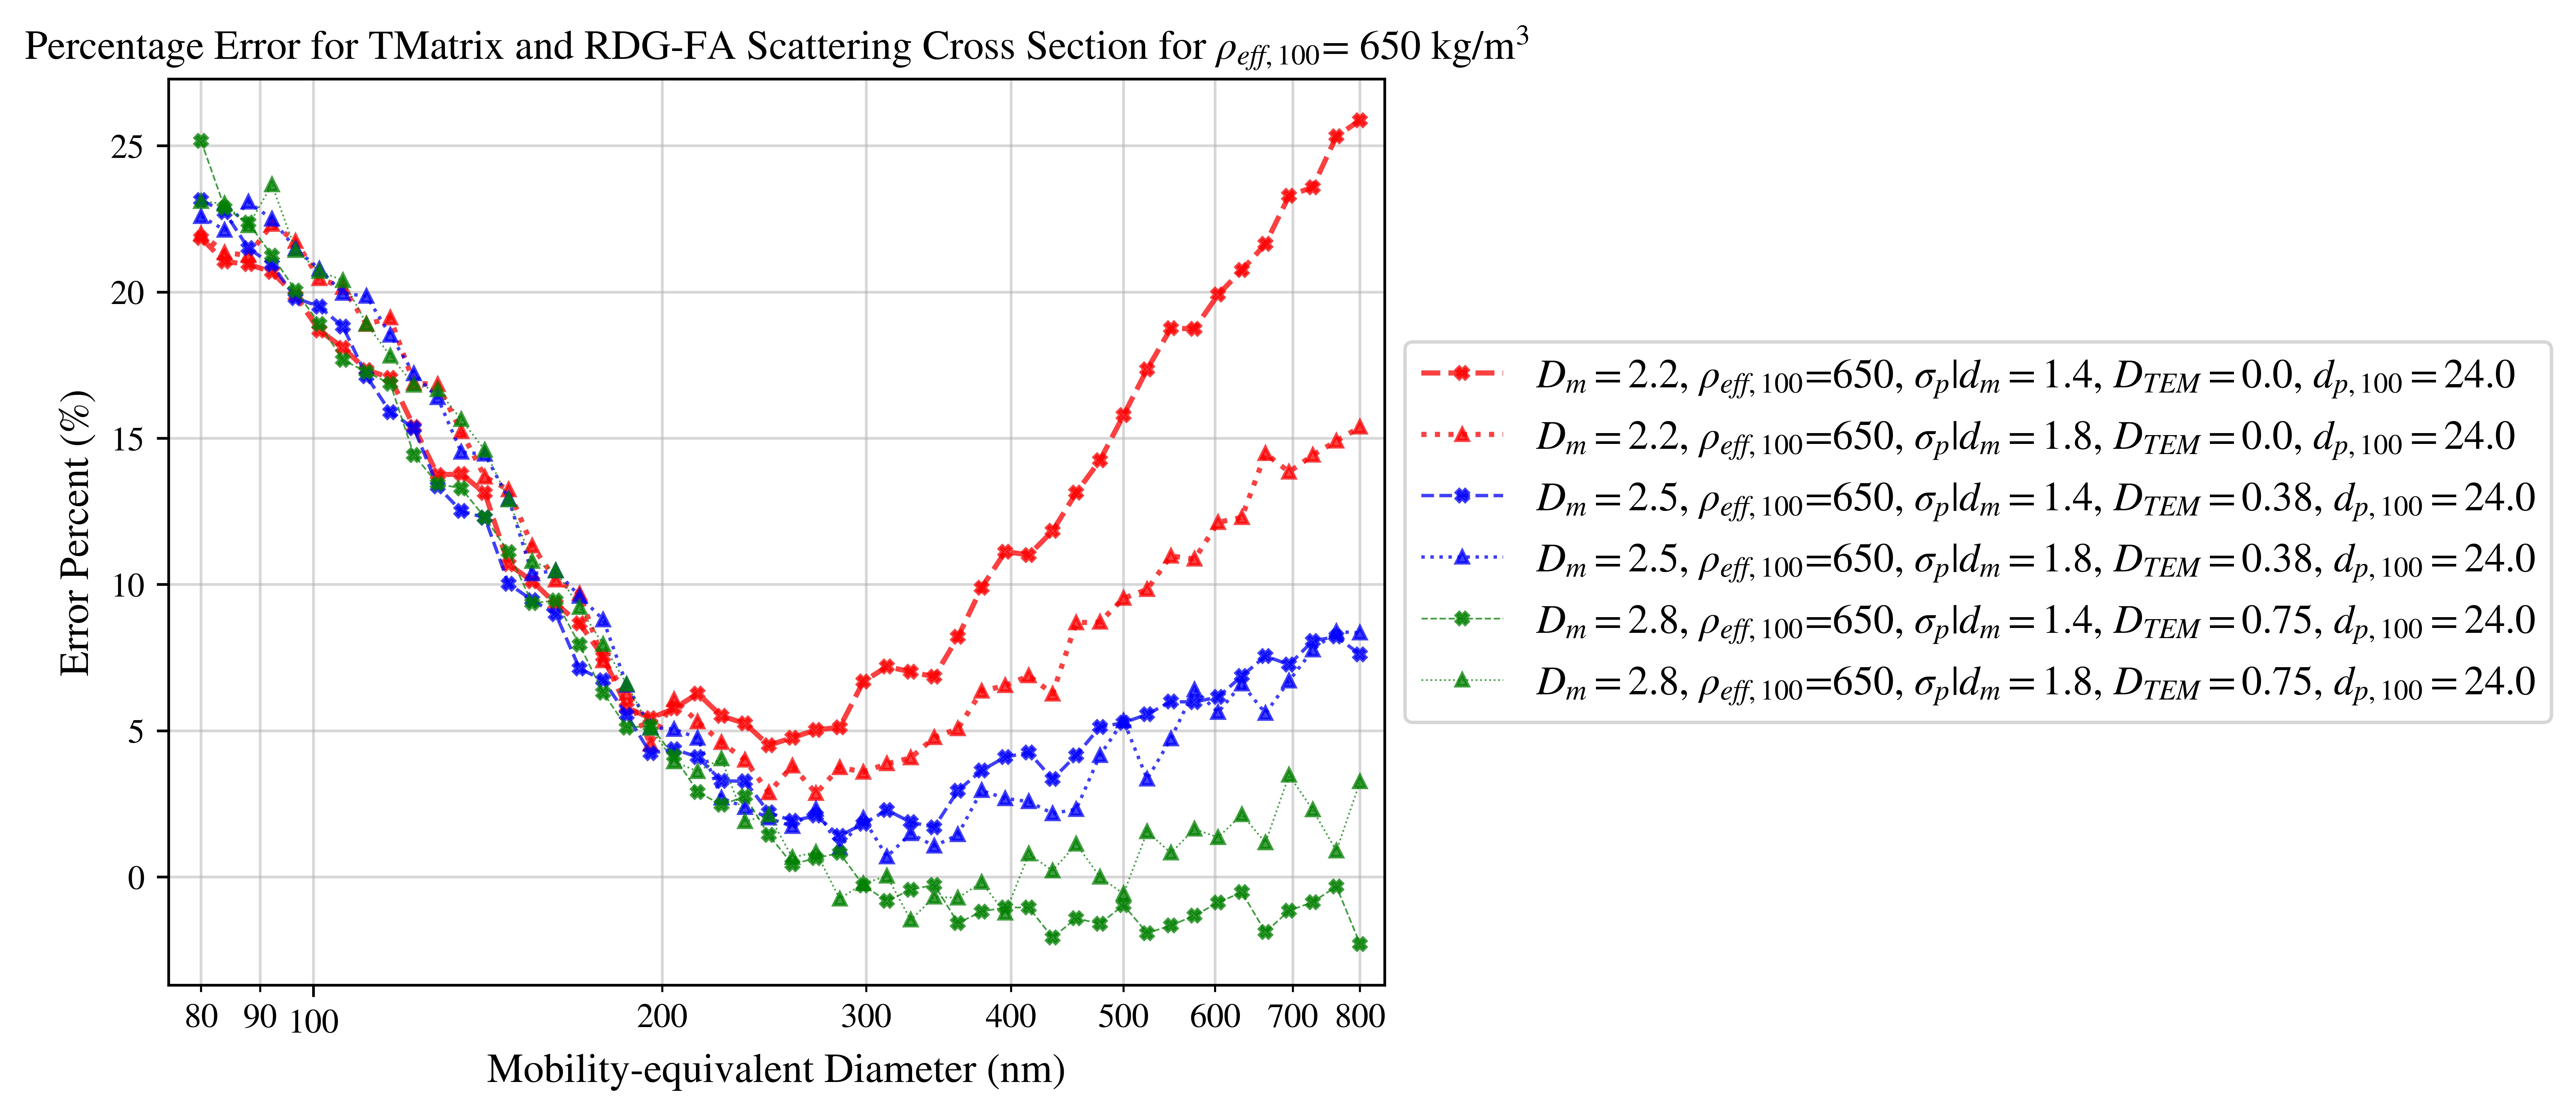 Percentage Error for TMatrix and RDG-FA Scattering Cross Section for ρeff,100= 650 kg/m³
Error Percent (%)
25
20
15
10
5
0
80 90 100 200 300 400 500 600 700 800
Mobility-equivalent Diameter (nm)
Dm = 2.2, ρeff,100=650, σp|dm = 1.4, DTEM = 0.0, dp,100 = 24.0
Dm = 2.2, ρeff,100=650, σp|dm = 1.8, DTEM = 0.0, dp,100 = 24.0
Dm = 2.5, ρeff,100=650, σp|dm = 1.4, DTEM = 0.38, dp,100 = 24.0
Dm = 2.5, ρeff,100=650, σp|dm = 1.8, DTEM = 0.38, dp,100 = 24.0
Dm = 2.8, ρeff,100=650, σp|dm = 1.4, DTEM = 0.75, dp,100 = 24.0
Dm = 2.8, ρeff,100=650, σp|dm = 1.8, DTEM = 0.75, dp,100 = 24.0